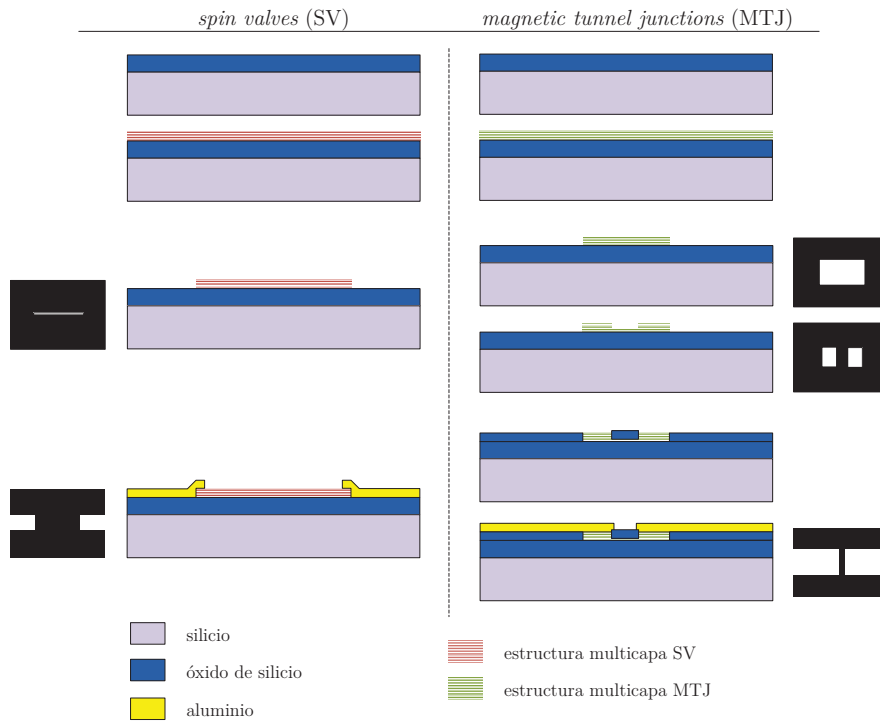 spin valves (SV)
magnetic tunnel junctions (MTJ)
silicio
óxido de silicio
aluminio
estructura multicapa SV
estructura multicapa MTJ